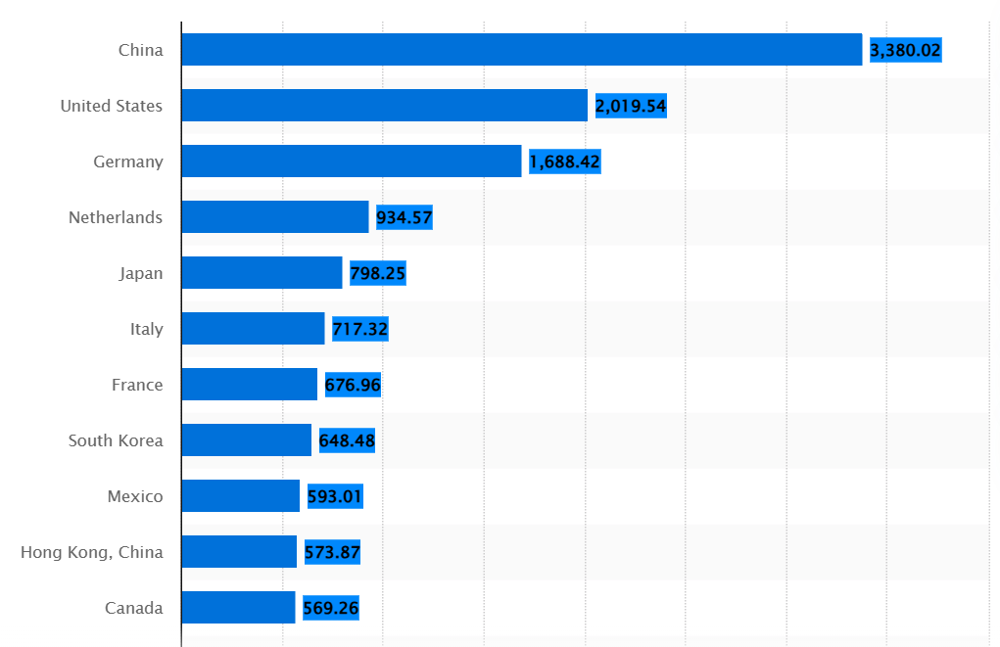 China 3,380.02
United States 2,019.54
Germany 1,688.42
Netherlands 934.57
Japan 798.25
Italy 717.32
France 676.96
South Korea 648.48
Mexico 593.01
Hong Kong, China 573.87
Canada 569.26